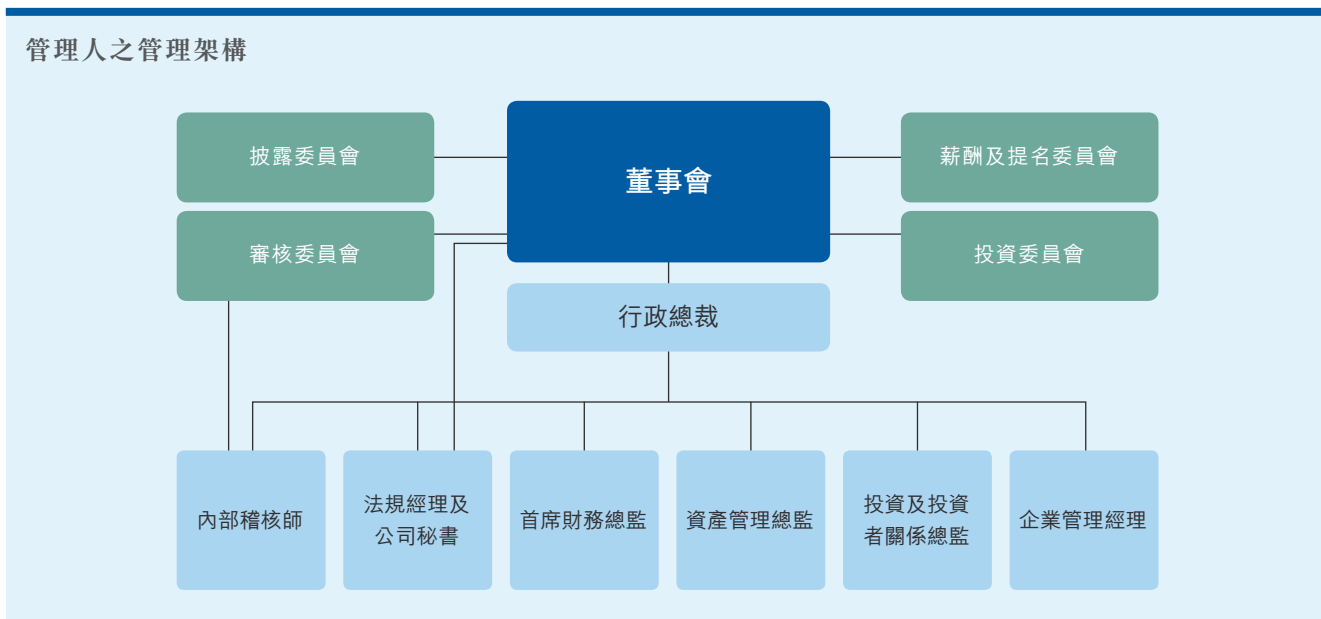 管理人之管理架構
披露委員會
董事會
薪酬及提名委員會
審核委員會
投資委員會
行政總裁
內部稽核師
法規經理及
公司秘書
首席財務總監
資產管理總監
投資及投資
者關係總監
企業管理經理